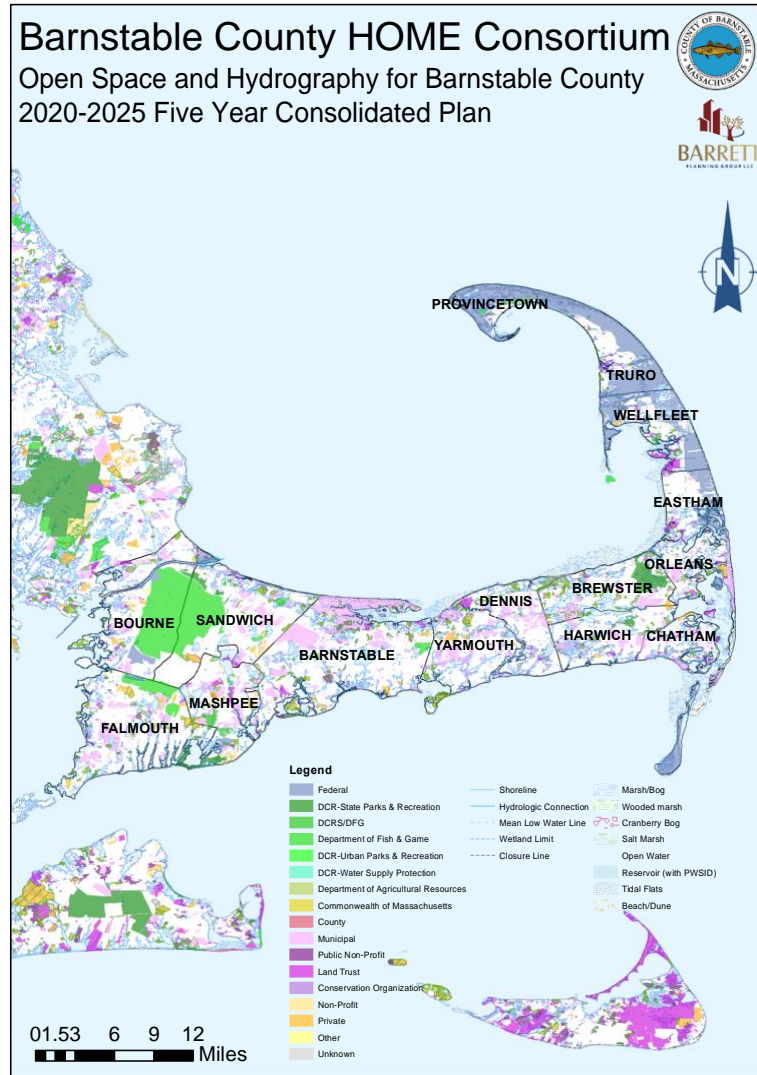 Barnstable County HOME Consortium
Open Space and Hydrography for Barnstable County
2020-2025 Five Year Consolidated Plan
COUNTY OF BARNSTABLE
MASSACHUSETTS
BARRETT
PLANNING GROUP LLC
N
PROVINCETOWN
TRURO
WELLFLEET
EASTHAM
ORLEANS
BREWSTER
DENNIS
BOURNE
SANDWICH
HARWICH
CHATHAM
YARMOUTH
BARNSTABLE
MASHPEE
FALMOUTH
Legend
Federal
DCR-State Parks & Recreation
DCRS/DFG
Department of Fish & Game
DCR-Urban Parks & Recreation
DCR-Water Supply Protection
Department of Agricultural Resources
Commonwealth of Massachusetts
County
Municipal
Public Non-Profit
Land Trust
Conservation Organization
Non-Profit
Private
Other
Unknown
Shoreline
Hydrologic Connection
Mean Low Water Line
Wetland Limit
Closure Line
Marsh/Bog
Wooded marsh
Cranberry Bog
Salt Marsh
Open Water
Reservoir (with PWSID)
Tidal Flats
Beach/Dune
01.53 6 9 12
Miles